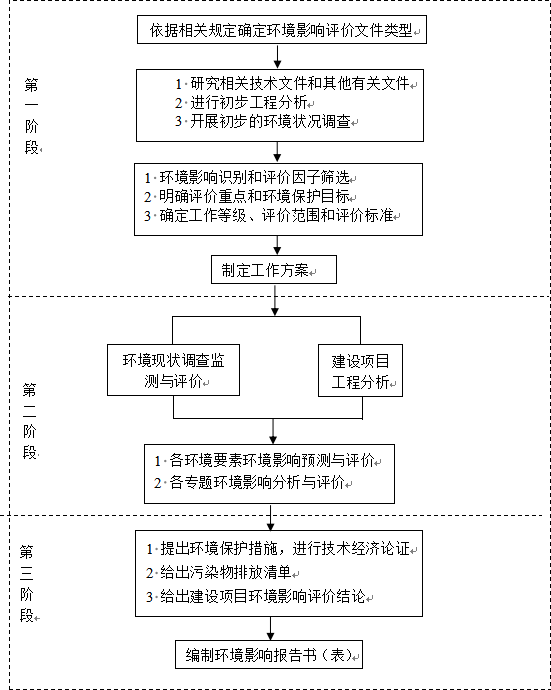 依据相关规定确定环境影响评价文件类型
第一阶段
1 研究相关技术文件和其他有关文件
2 进行初步工程分析
3 开展初步的环境状况调查
1 环境影响识别和评价因子筛选
2 明确评价重点和环境保护目标
3 确定工作等级、评价范围和评价标准
制定工作方案
第二阶段
环境现状调查监
测与评价
建设项目
工程分析
1 各环境要素环境影响预测与评价
2 各专题环境影响分析与评价
第三阶段
1 提出环境保护措施，进行技术经济论证
2 给出污染物排放清单
3 给出建设项目环境影响评价结论
编制环境影响报告书（表）